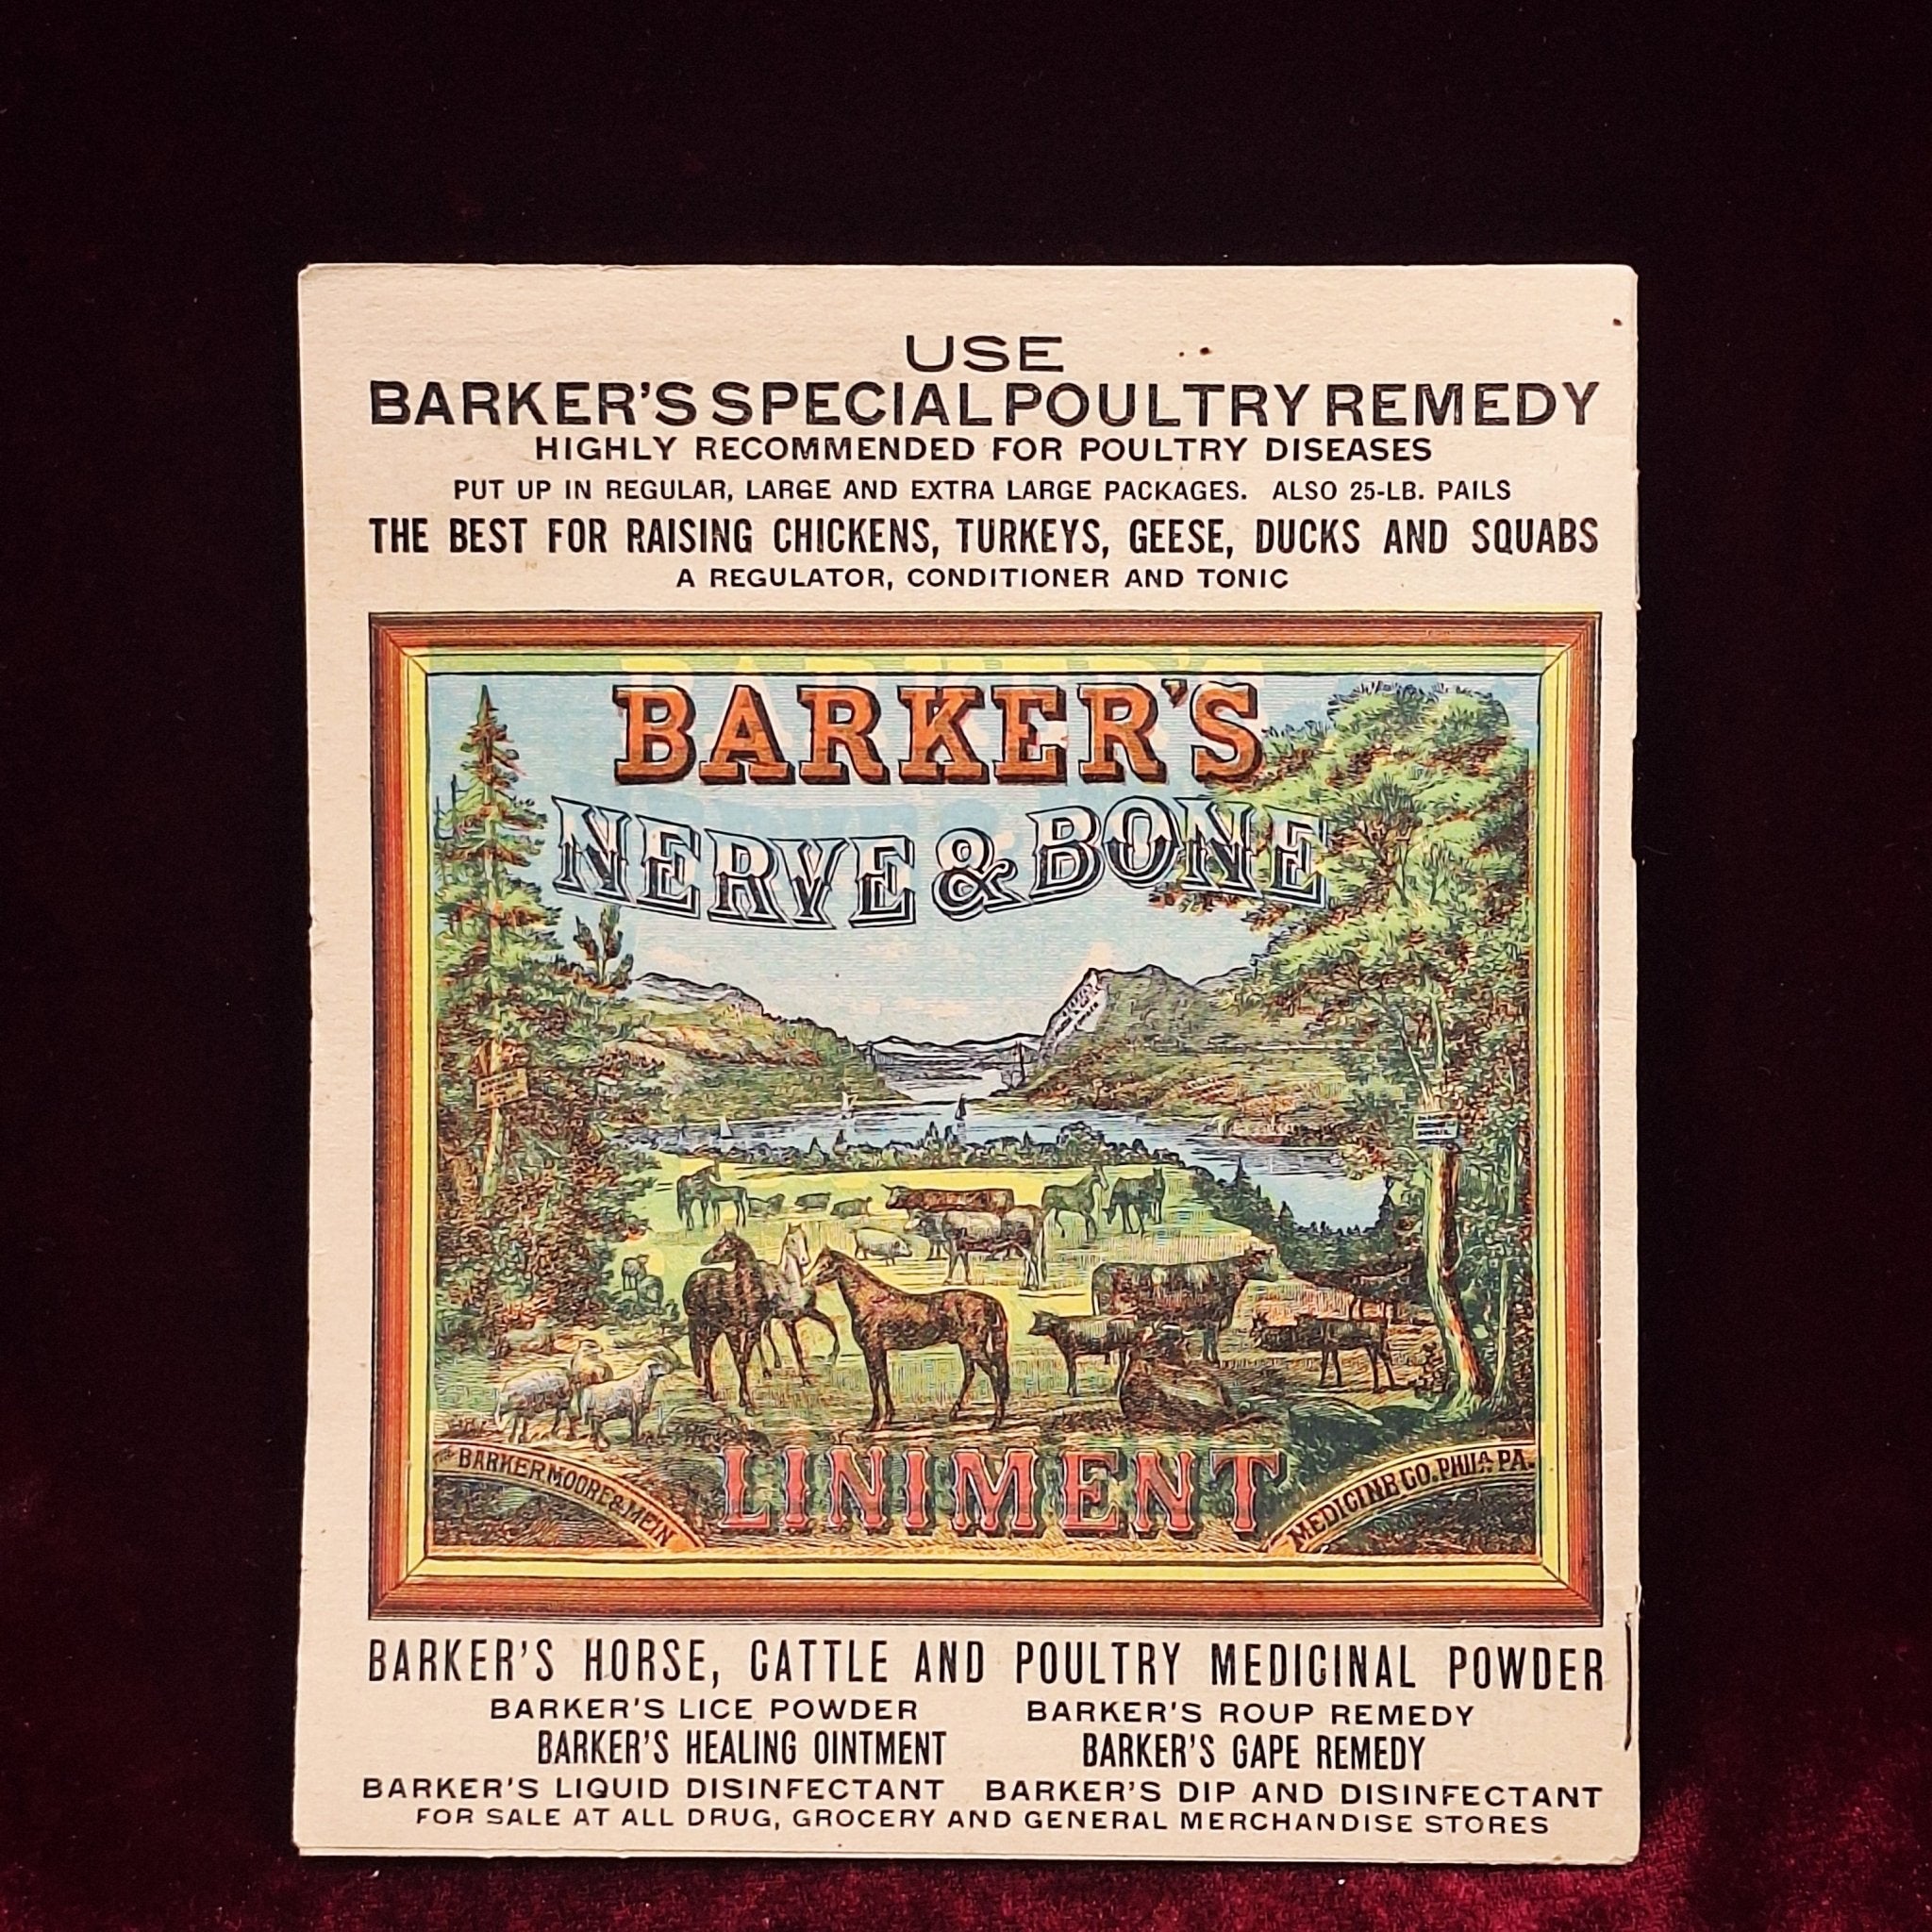 USE
BARKER'S SPECIAL POULTRY REMEDY
HIGHLY RECOMMENDED FOR POULTRY DISEASES
PUT UP IN REGULAR, LARGE AND EXTRA LARGE PACKAGES. ALSO 25-LB. PAILS
THE BEST FOR RAISING CHICKENS, TURKEYS, GEESE, DUCKS AND SQUABS
A REGULATOR, CONDITIONER AND TONIC
BARKER'S
NERVE & BONE
LINIMENT
THE BARKER MOORE & MEIN
MEDICINE CO. PHILA PA.
BARKER'S HORSE, CATTLE AND POULTRY MEDICINAL POWDER
BARKER'S LICE POWDER BARKER'S ROUP REMEDY
BARKER'S HEALING OINTMENT BARKER'S GAPE REMEDY
BARKER'S LIQUID DISINFECTANT BARKER'S DIP AND DISINFECTANT
FOR SALE AT ALL DRUG, GROCERY AND GENERAL MERCHANDISE STORES